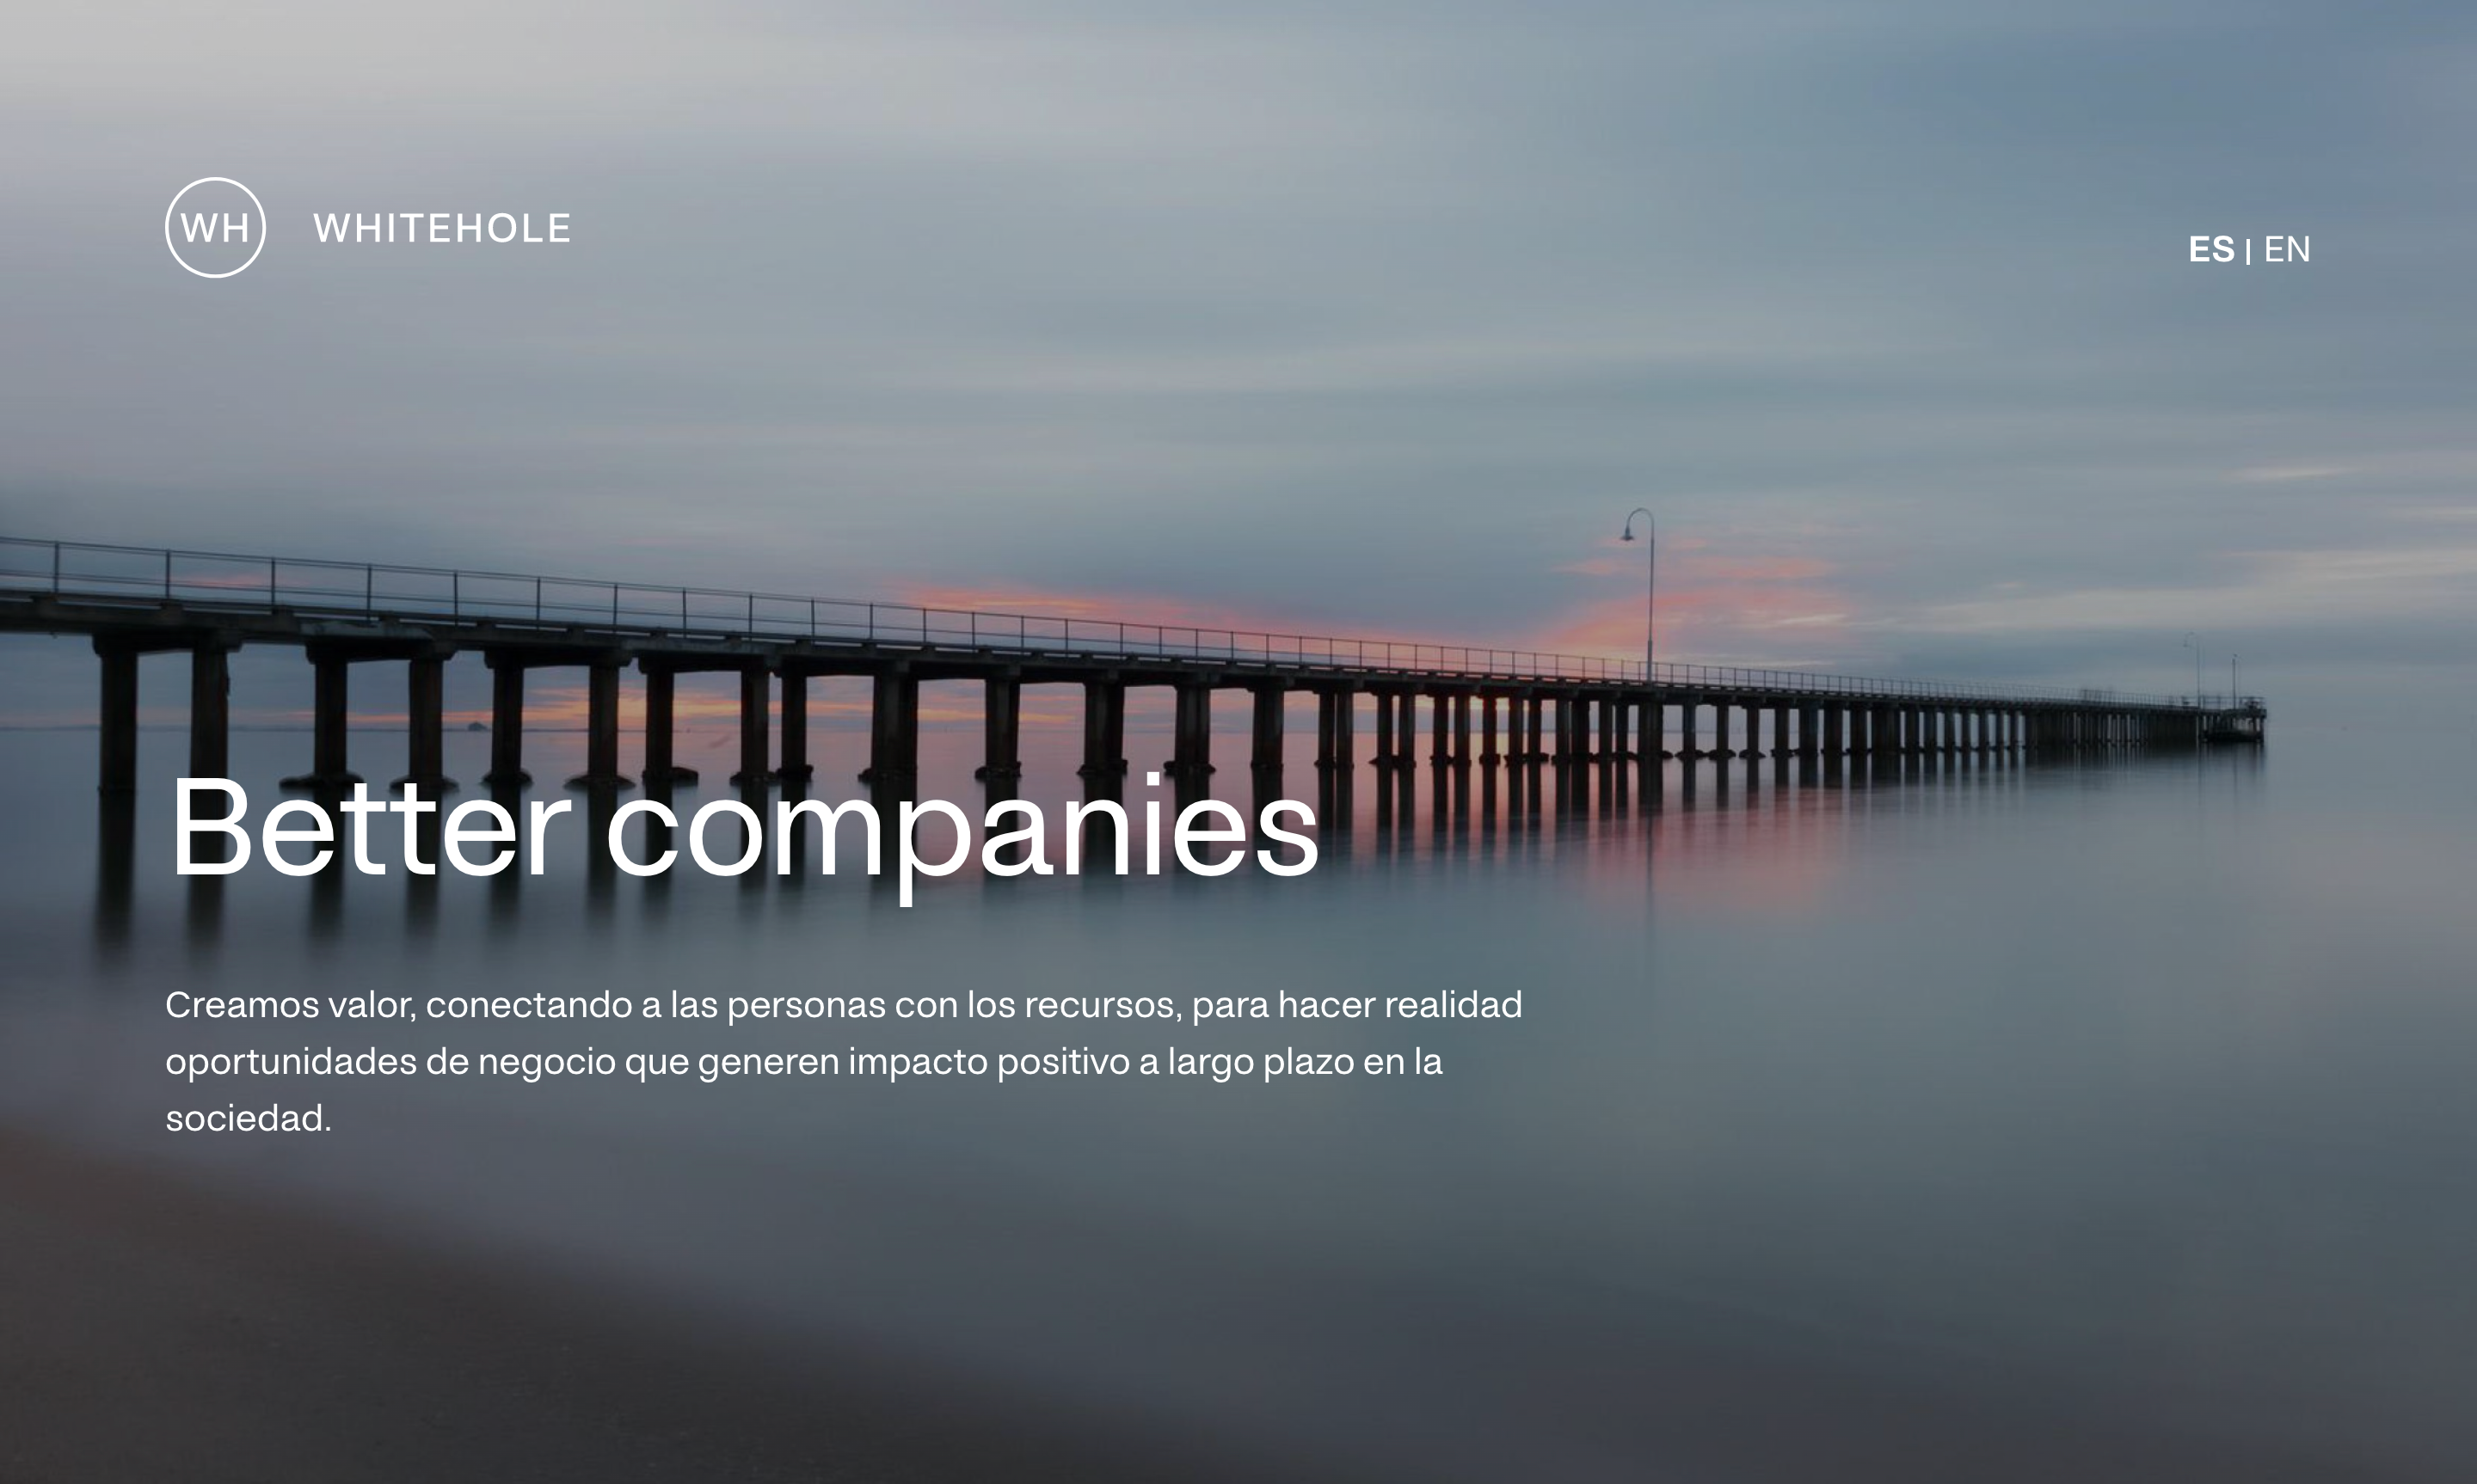 WH WHITEHOLE
ES | EN
Better companies
Creamos valor, conectando a las personas con los recursos, para hacer realidad
oportunidades de negocio que generen impacto positivo a largo plazo en la
sociedad.